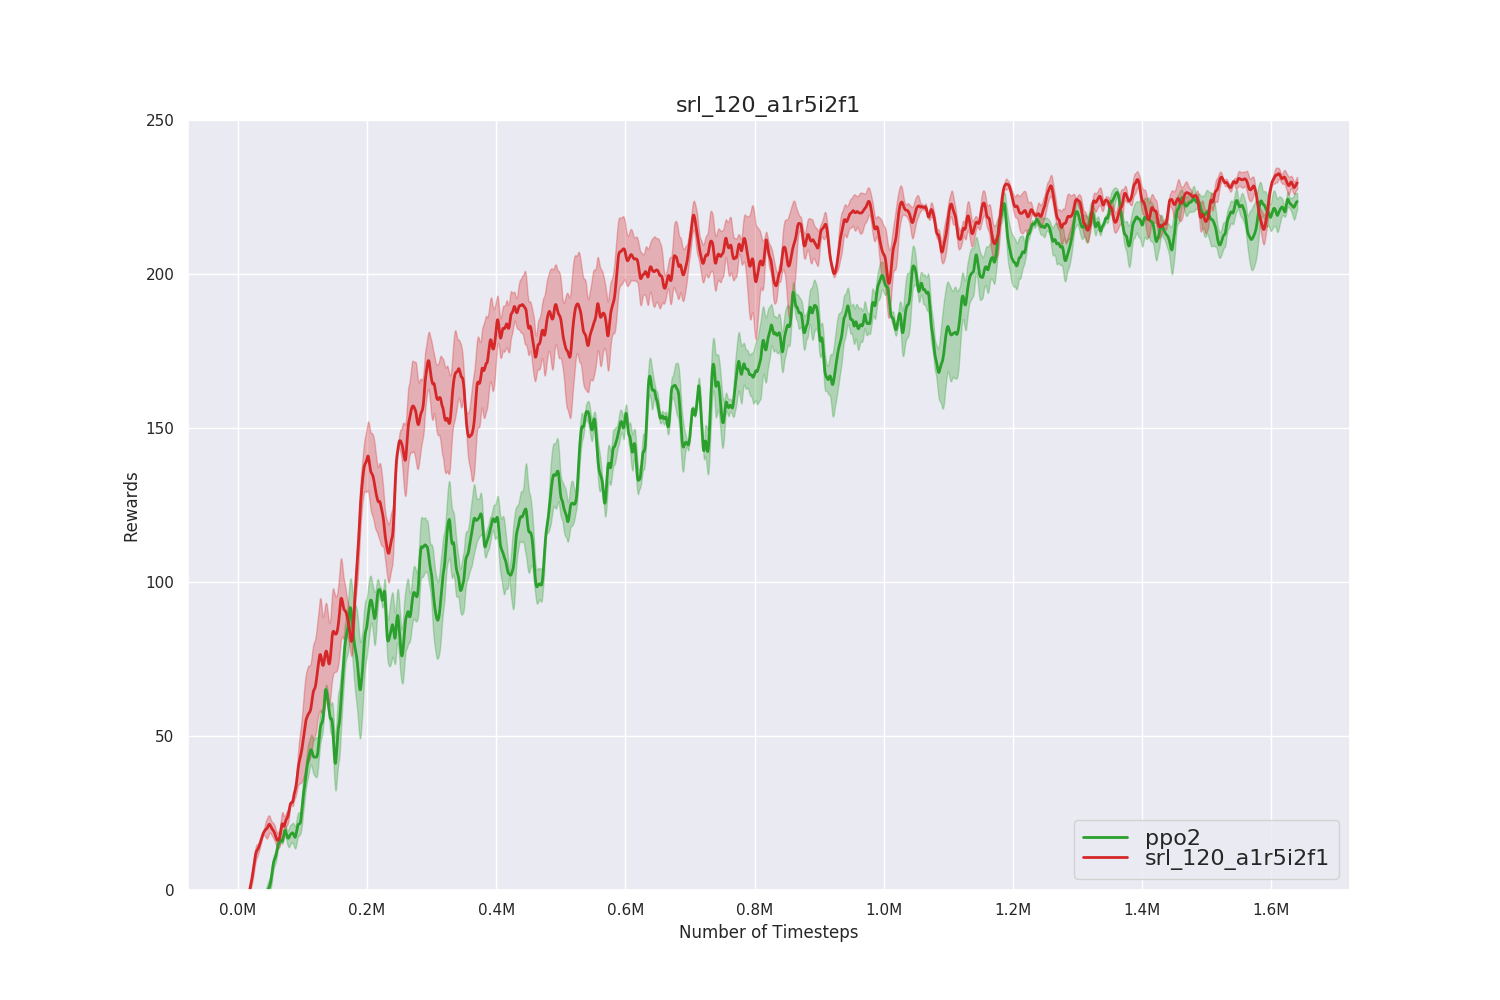 srl_120_a1r5i2f1
250
200
150
100
50
0
Rewards
0.0M 0.2M 0.4M 0.6M 0.8M 1.0M 1.2M 1.4M 1.6M
Number of Timesteps
ppo2
srl_120_a1r5i2f1